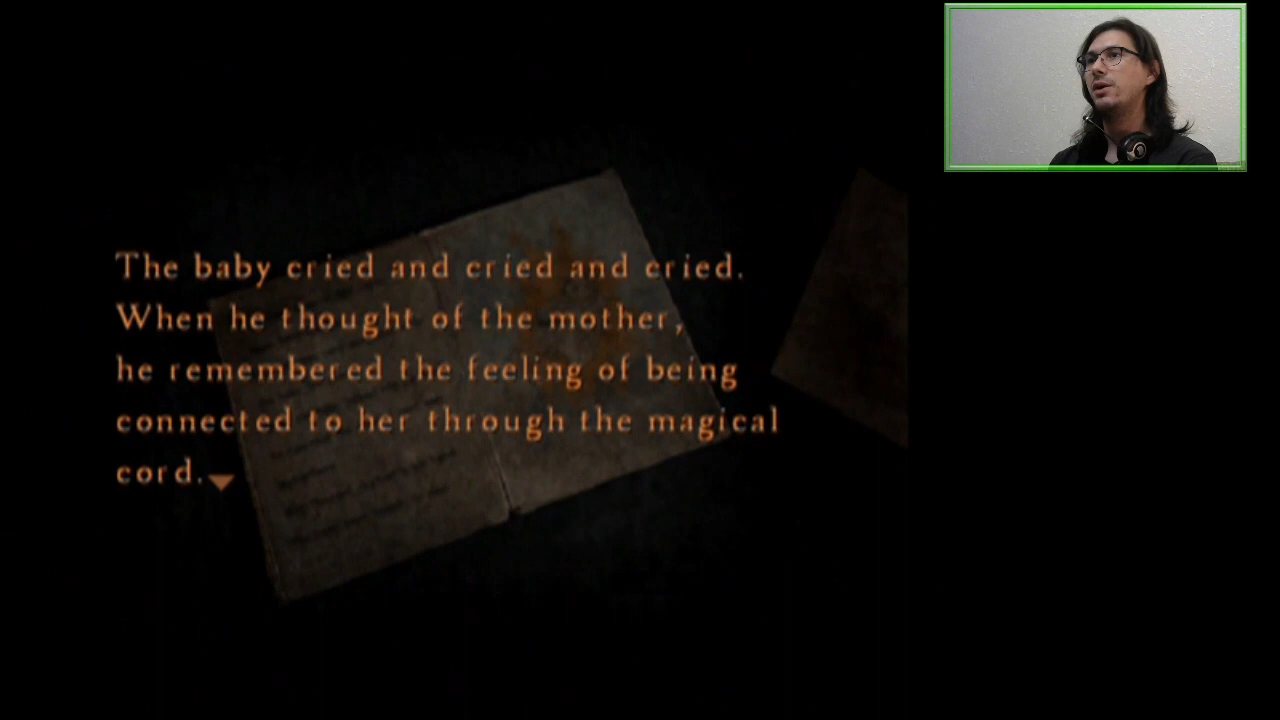 The baby cried and cried and cried.
When he thought of the mother,
he remembered the feeling of being
connected to her through the magical
cord.